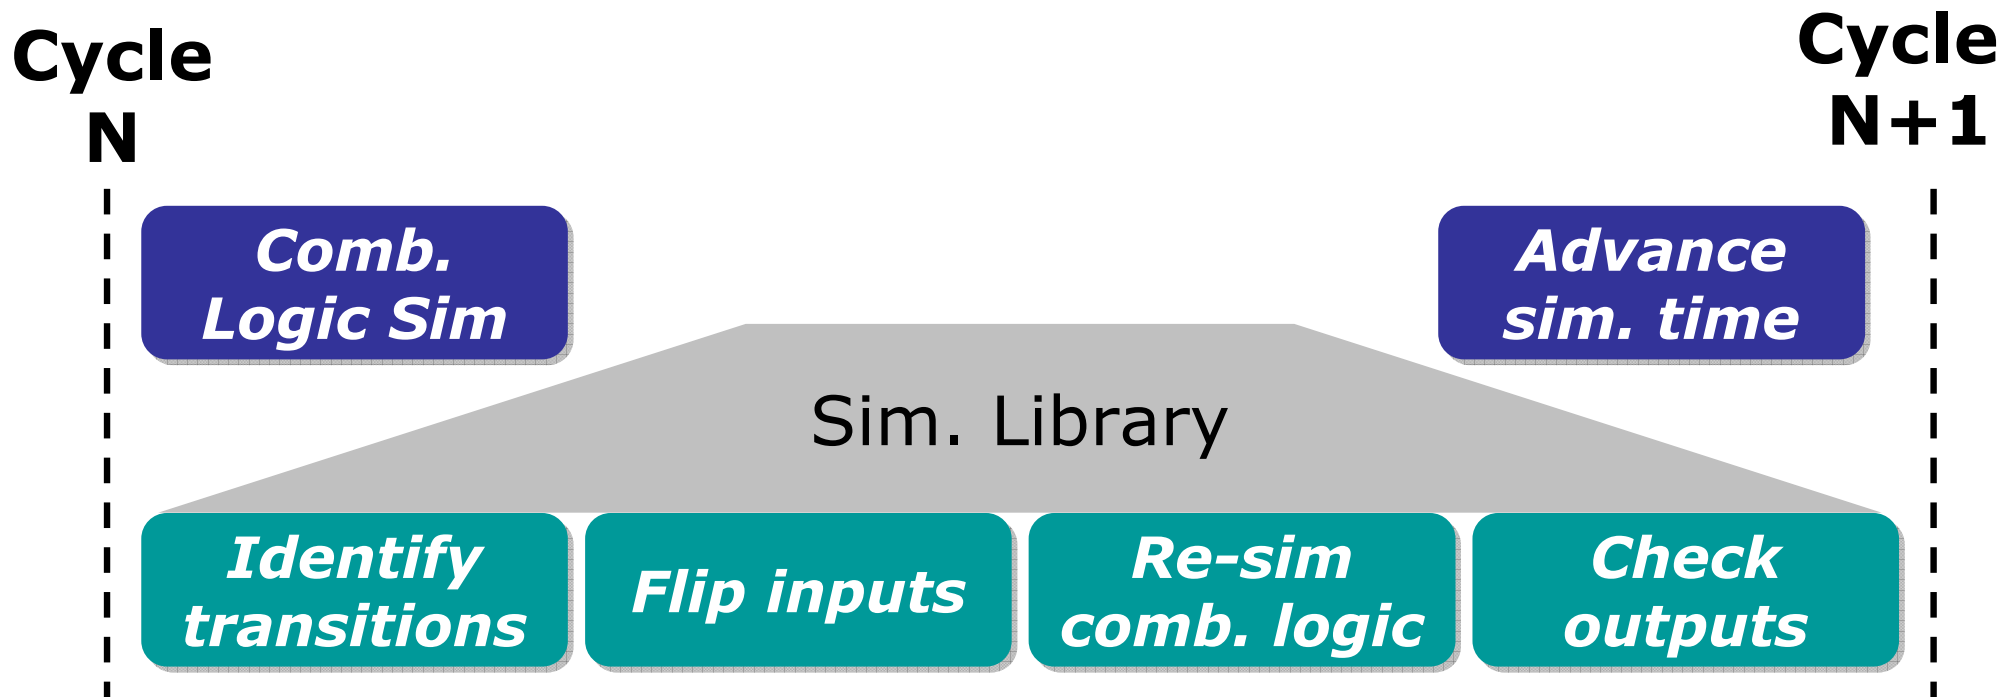 Cycle
N
Cycle
N+1
Comb.
Logic Sim
Advance
sim. time
Sim. Library
Identify
transitions
Flip inputs
Re-sim
comb. logic
Check
outputs